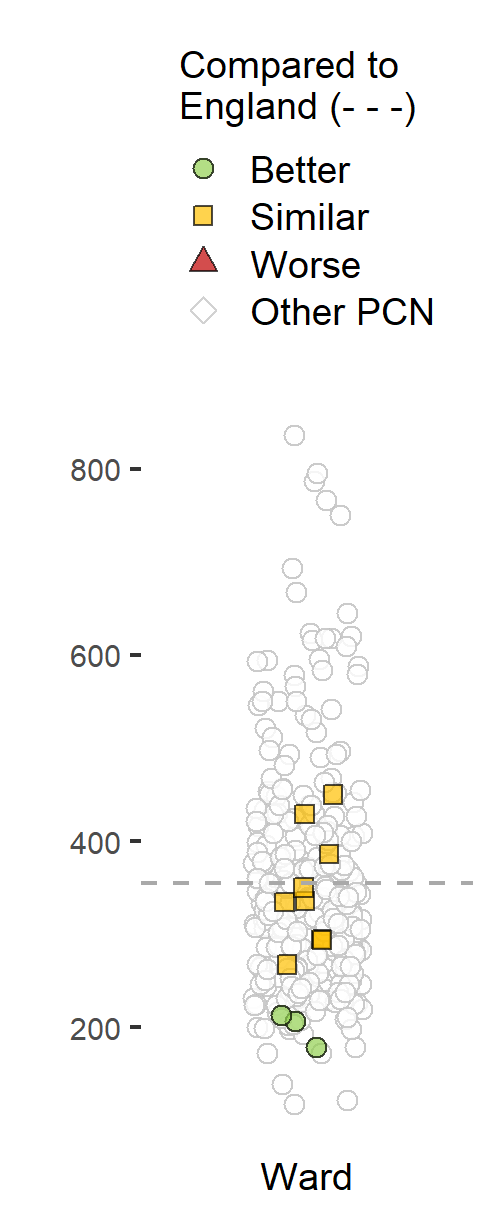 Compared to
England (- - -)
Better
Similar
Worse
Other PCN
800
600
400
200
Ward